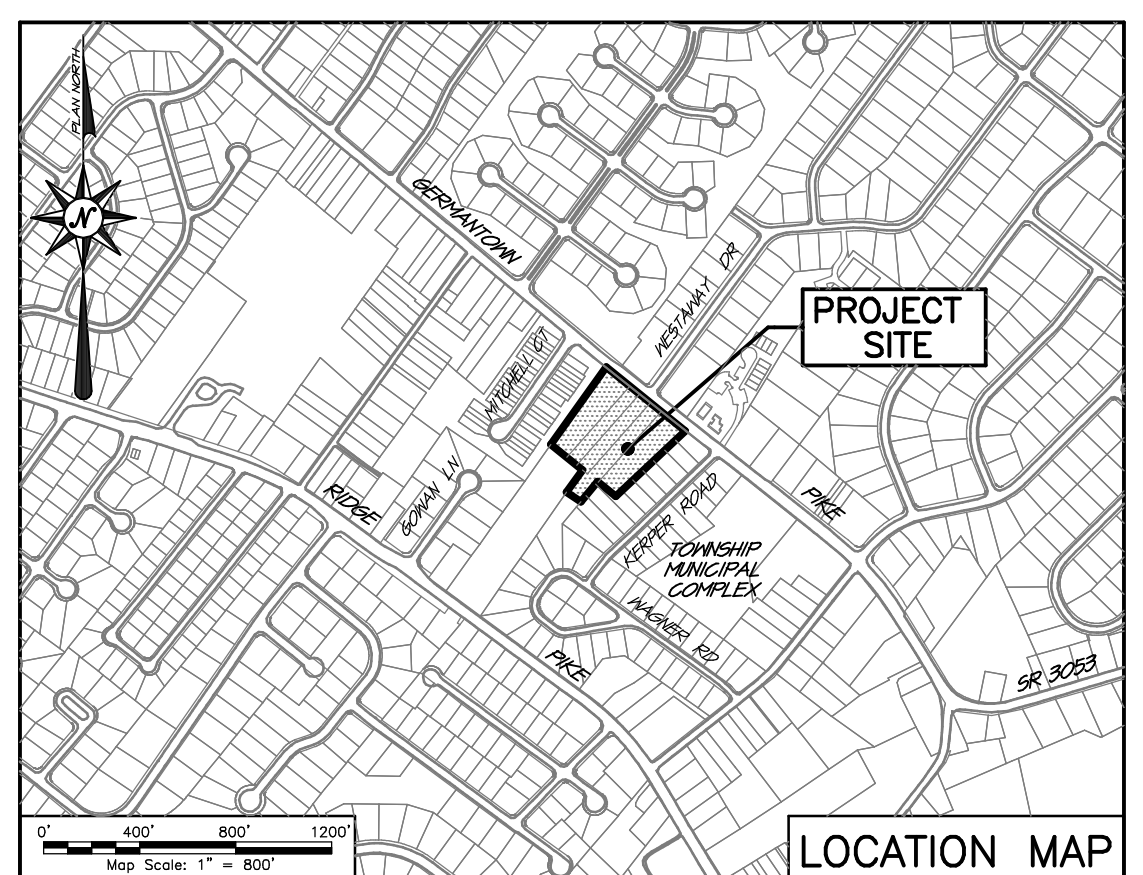 PLAN NORTH
N
GERMANTOWN
WESTAWAY DR
PROJECT
SITE
MITCHELL CT
GOWAN LN
RIDGE
KERPER ROAD
PIKE
TOWNSHIP
MUNICIPAL
COMPLEX
WAGNER RD
PIKE
SR 3053
0' 400' 800' 1200'
Map Scale: 1" = 800'
LOCATION MAP